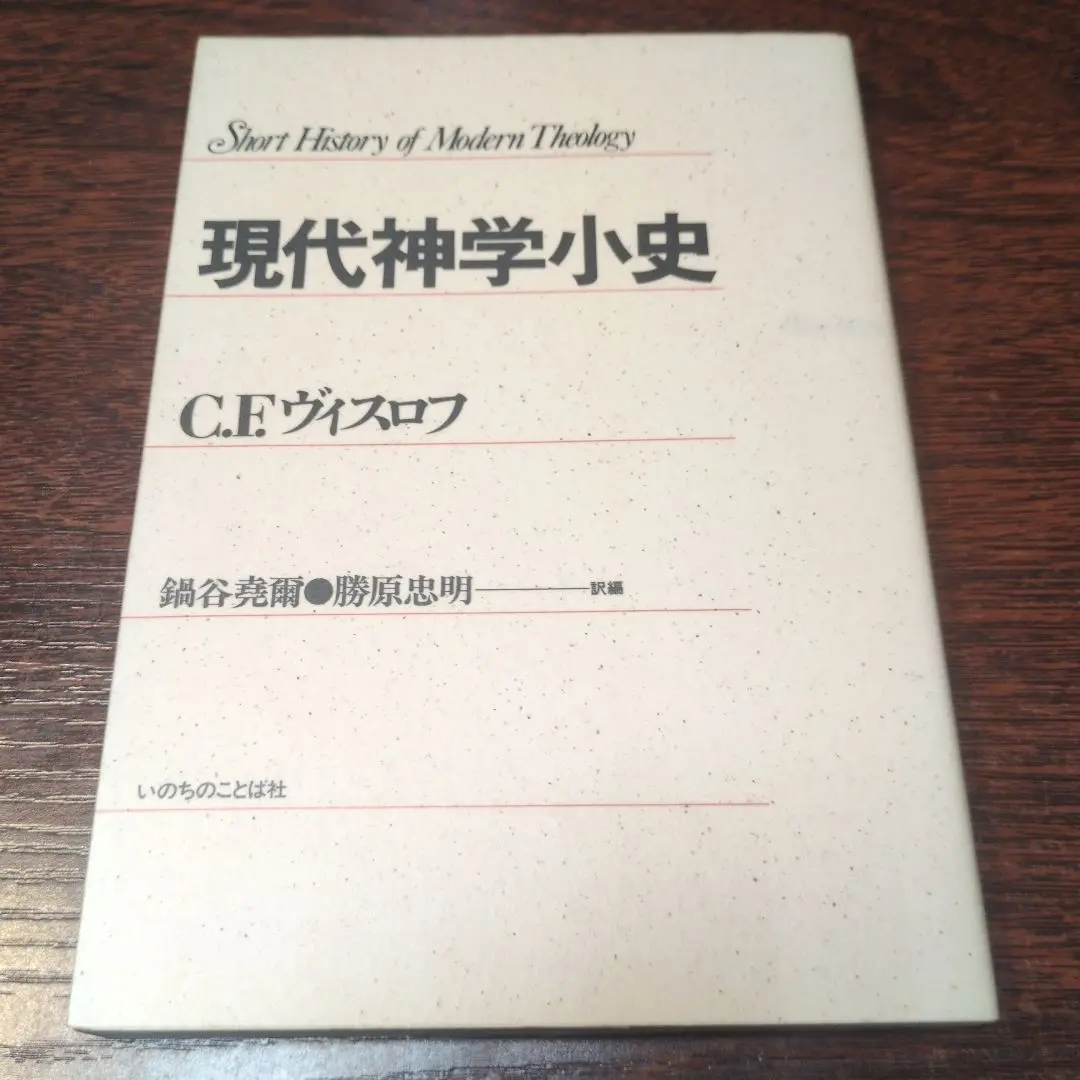 Short History of Modern Theology
現代神学小史
C.F.ヴィスロフ
鍋谷堯爾●勝原忠明———訳編
いのちのことば社